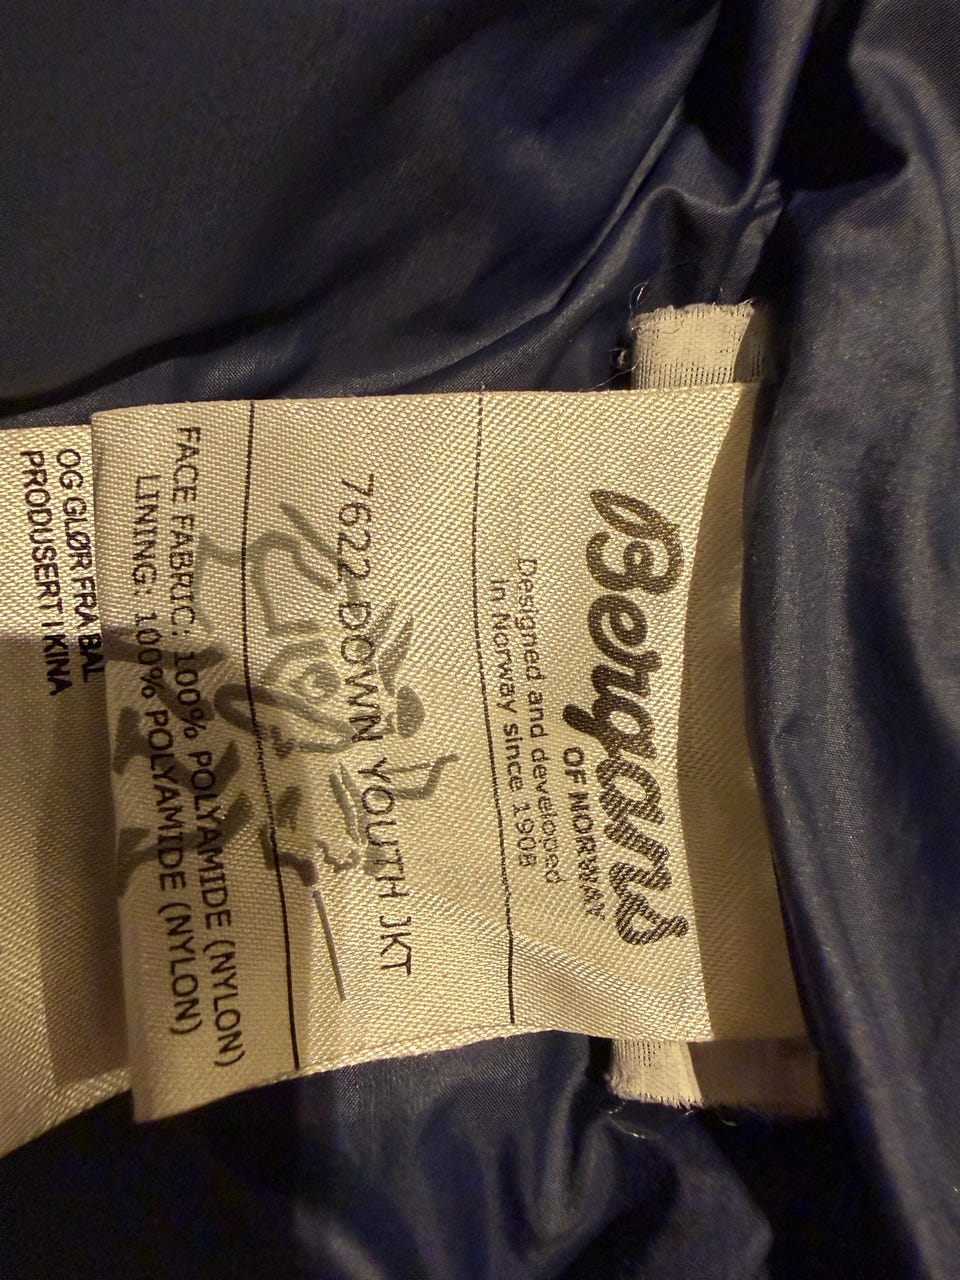 Bergans
OF NORWAY
Designed and developed
in Norway since 1908
7622 DOWN YOUTH JKT
FACE FABRIC: 100% POLYAMIDE (NYLON)
LINING: 100% POLYAMIDE (NYLON)
OG GLØR FRA BÅL
PRODUSERT I KINA